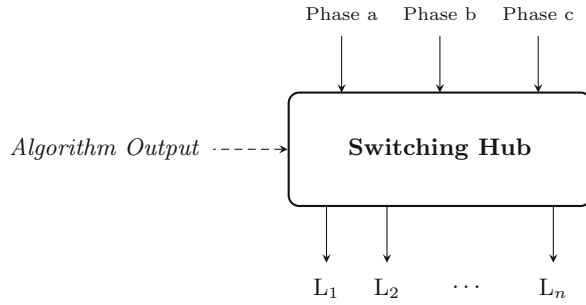 Phase a Phase b Phase c
Algorithm Output Switching Hub
L₁ L₂ ⋯ Lₙ